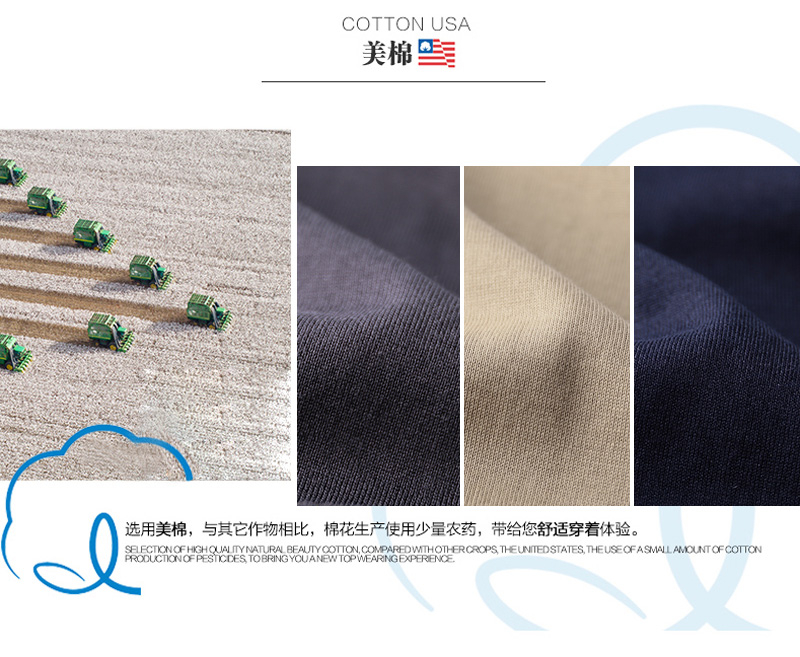 COTTON USA
美棉
选用美棉，与其它作物相比，棉花生产使用少量农药，带给您舒适穿着体验。
SELECTION OF HIGH QUALITY NATURAL BEAUTY COTTON, COMPARED WITH OTHER CROPS, THE UNITED STATES, THE USE OF A SMALL AMOUNT OF COTTON
PRODUCTION OF PESTICIDES, TO BRING YOU A NEW TOP WEARING EXPERIENCE.